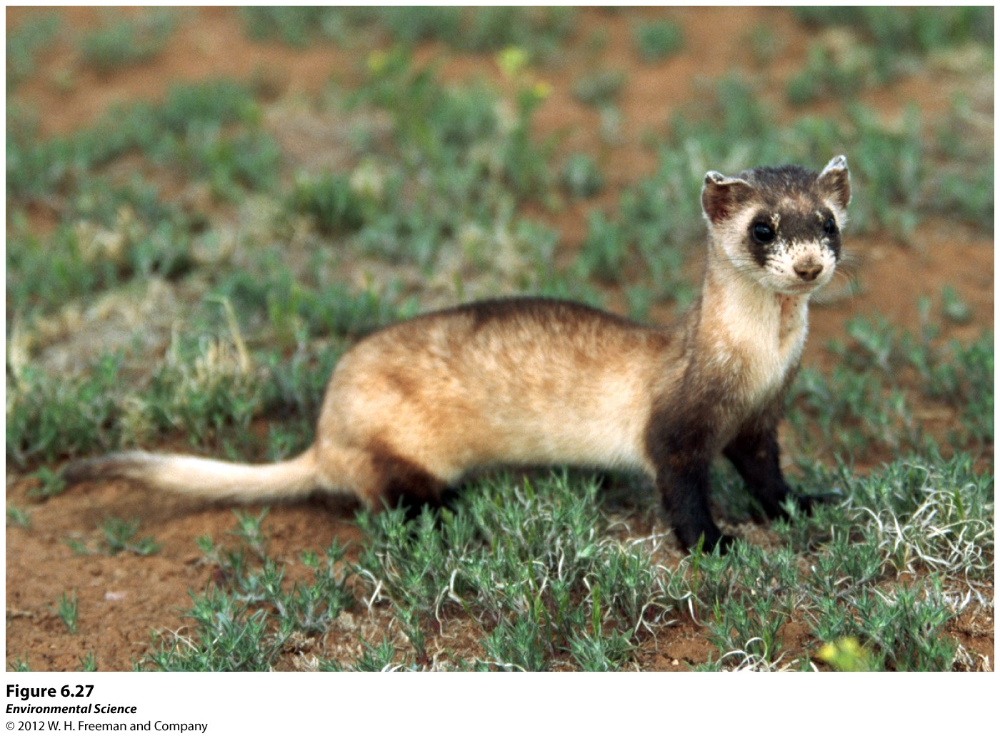 Figure 6.27
Environmental Science
© 2012 W. H. Freeman and Company